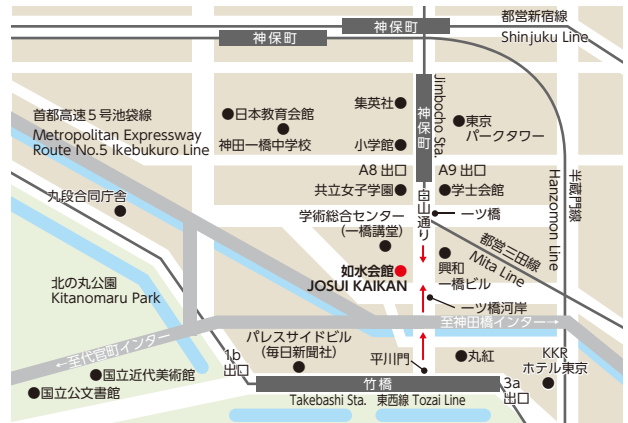 都営新宿線
Shinjuku Line
神保町
神保町
首都高速５号池袋線
Metropolitan Expressway
Route No.5 Ikebukuro Line
日本教育会館
神田一橋中学校
集英社
小学館
神保町
Jimbocho Sta.
東京
パークタワー
A8 出口
A9 出口
共立女子学園
学士会館
白山通り
一ツ橋
半蔵門線
Hanzomon Line
九段合同庁舎
学術総合センター
（一橋講堂）
都営三田線
Mita Line
如水会館
JOSUI KAIKAN
興和
一橋ビル
北の丸公園
Kitanomaru Park
一ツ橋河岸
至神田橋インター→
←至代官町インター
パレスサイドビル
（毎日新聞社）
平川門
丸紅
KKR
ホテル東京
1b
出口
国立近代美術館
国立公文書館
竹橋
3a
出口
Takebashi Sta. 東西線 Tozai Line